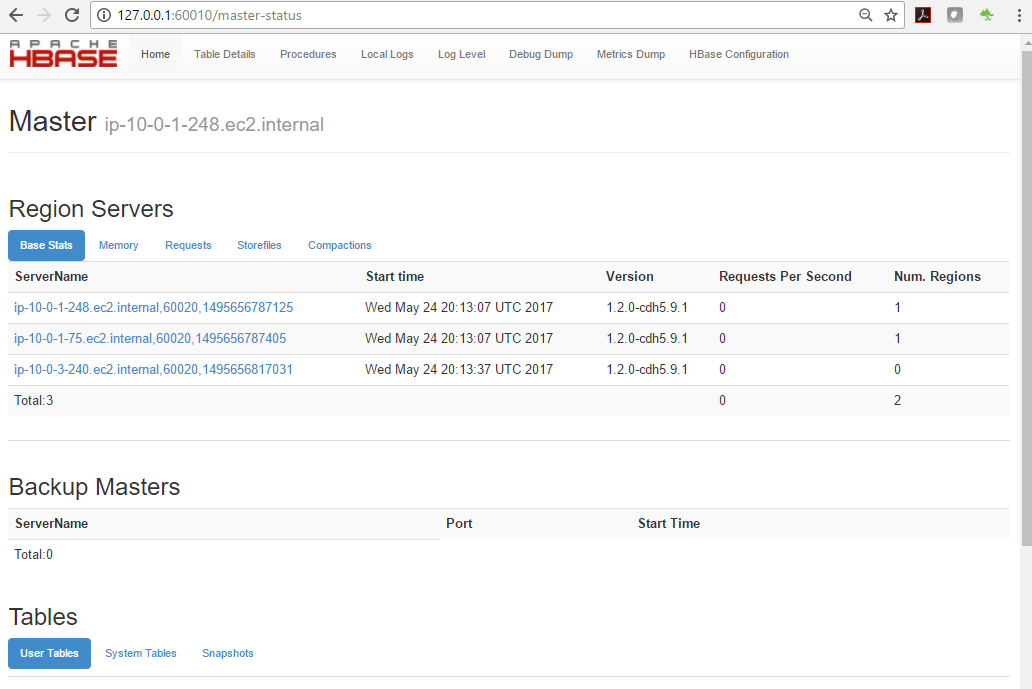 127.0.0.1:60010/master-status
APACHE
HBASE
Home Table Details Procedures Local Logs Log Level Debug Dump Metrics Dump HBase Configuration
Master ip-10-0-1-248.ec2.internal
Region Servers
Base Stats Memory Requests Storefiles Compactions
ServerName Start time Version Requests Per Second Num. Regions
ip-10-0-1-248.ec2.internal,60020,1495656787125 Wed May 24 20:13:07 UTC 2017 1.2.0-cdh5.9.1 0 1
ip-10-0-1-75.ec2.internal,60020,1495656787405 Wed May 24 20:13:07 UTC 2017 1.2.0-cdh5.9.1 0 1
ip-10-0-3-240.ec2.internal,60020,1495656817031 Wed May 24 20:13:37 UTC 2017 1.2.0-cdh5.9.1 0 0
Total:3 0 2
Backup Masters
ServerName Port Start Time
Total:0
Tables
User Tables System Tables Snapshots